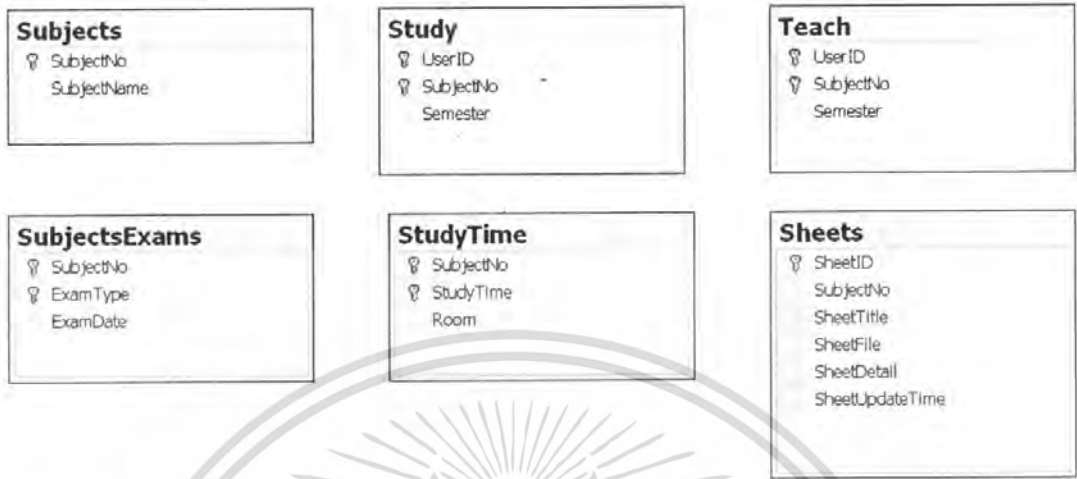 Subjects
SubjectNo
SubjectName
Study
UserID
SubjectNo
Semester
Teach
UserID
SubjectNo
Semester
SubjectsExams
SubjectNo
ExamType
ExamDate
StudyTime
SubjectNo
StudyTime
Room
Sheets
SheetID
SubjectNo
SheetTitle
SheetFile
SheetDetail
SheetUpdateTime